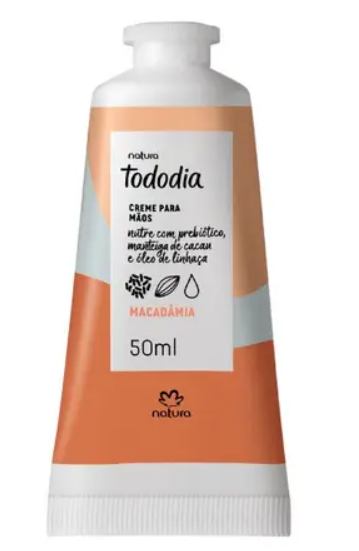 natura
tododia
CREME PARA
MÃOS
nutre com prebiótico,
manteiga de cacau
e óleo de linhaça
MACADÂMIA
50ml
natura